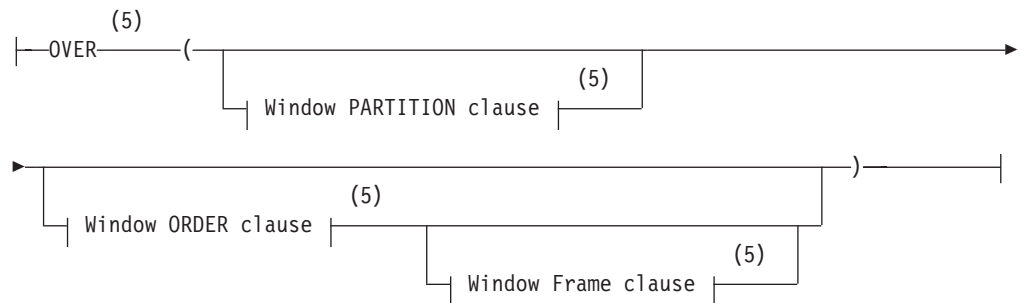 (5)
OVER (
(5)
Window PARTITION clause
)
(5)
Window ORDER clause
(5)
Window Frame clause